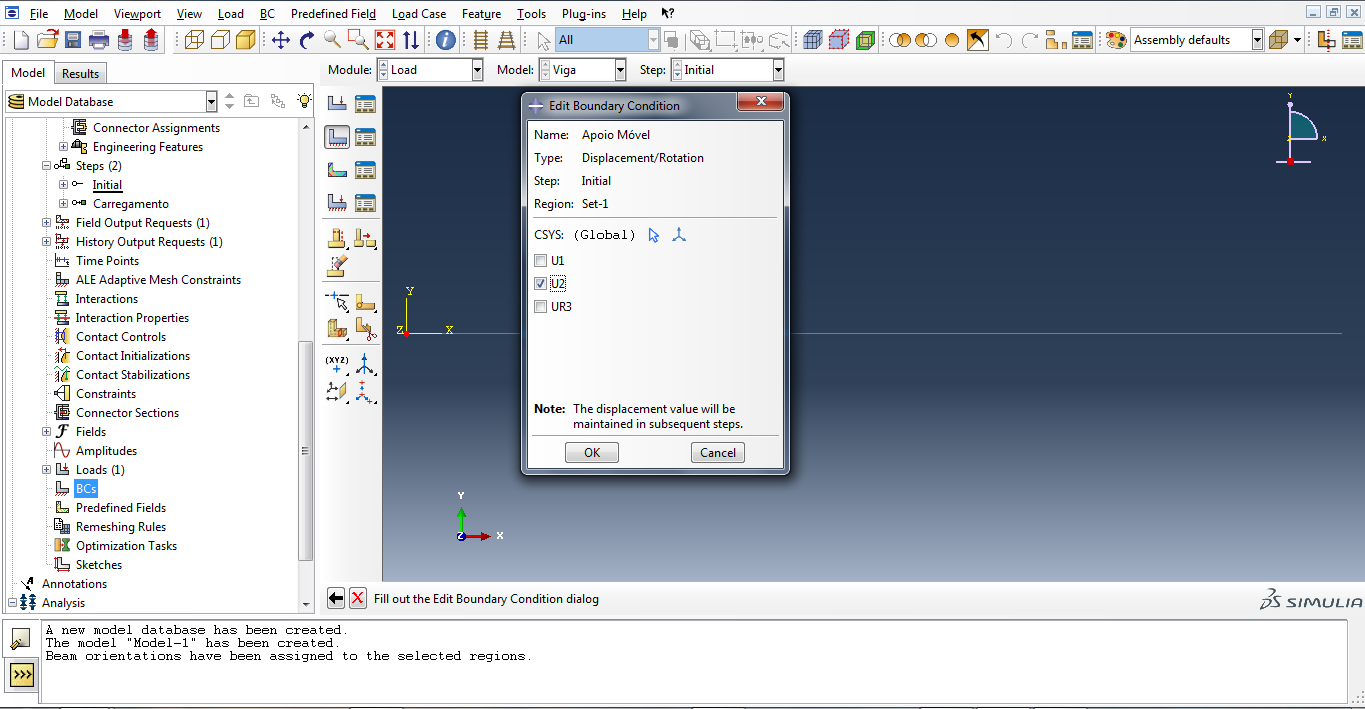 File Model Viewport View Load BC Predefined Field Load Case Feature Tools Plug-ins Help
All Assembly defaults
Model Results
Module: Load Model: Viga Step: Initial
Model Database
Connector Assignments
Engineering Features
Steps (2)
Initial
Carregamento
Field Output Requests (1)
History Output Requests (1)
Time Points
ALE Adaptive Mesh Constraints
Interactions
Interaction Properties
Contact Controls
Contact Initializations
Contact Stabilizations
Constraints
Connector Sections
Fields
Amplitudes
Loads (1)
BCs
Predefined Fields
Remeshing Rules
Optimization Tasks
Sketches
Annotations
Analysis
(XYZ)
Edit Boundary Condition
Name: Apoio Móvel
Type: Displacement/Rotation
Step: Initial
Region: Set-1
CSYS: (Global)
U1
U2
UR3
Note: The displacement value will be
maintained in subsequent steps.
OK Cancel
Y
Z X
Y
Z X
Y
X
Fill out the Edit Boundary Condition dialog
SIMULIA
A new model database has been created.
The model "Model-1" has been created.
Beam orientations have been assigned to the selected regions.
>>>